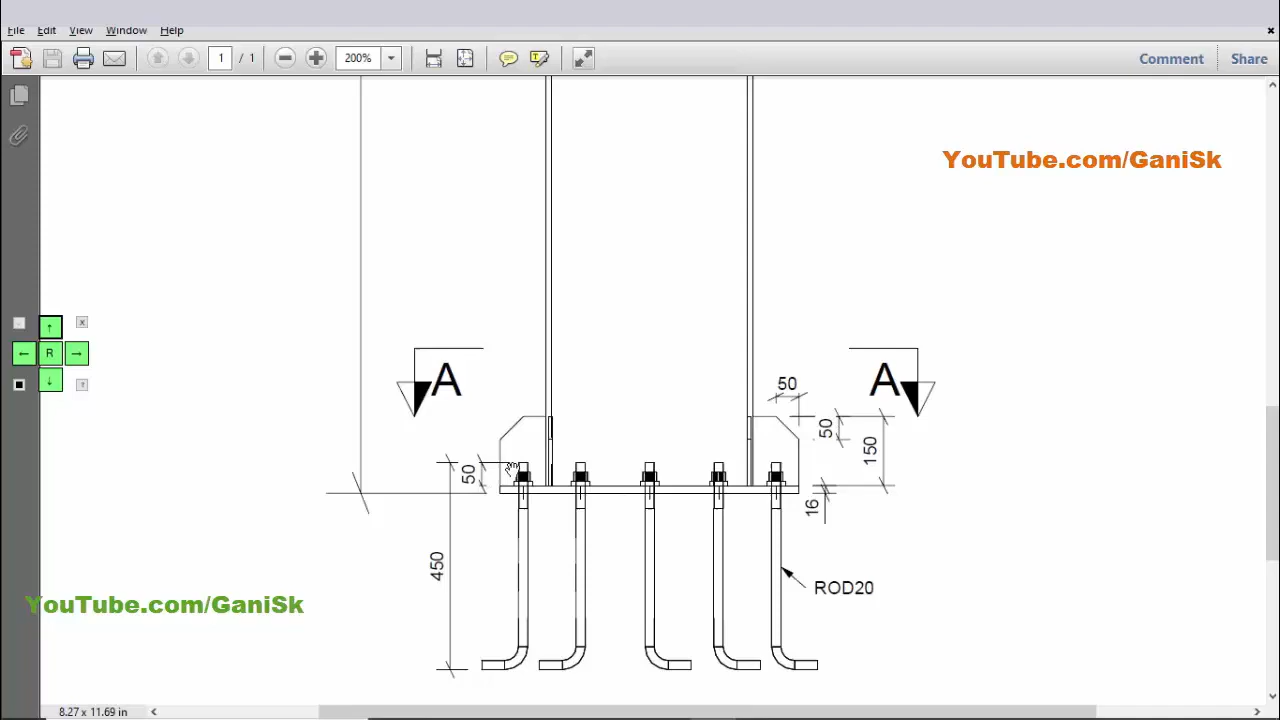 File Edit View Window Help
1 / 1
200%
Comment Share
YouTube.com/GaniSk
R
A
A
50
50
150
50
16
450
ROD20
YouTube.com/GaniSk
8.27 x 11.69 in